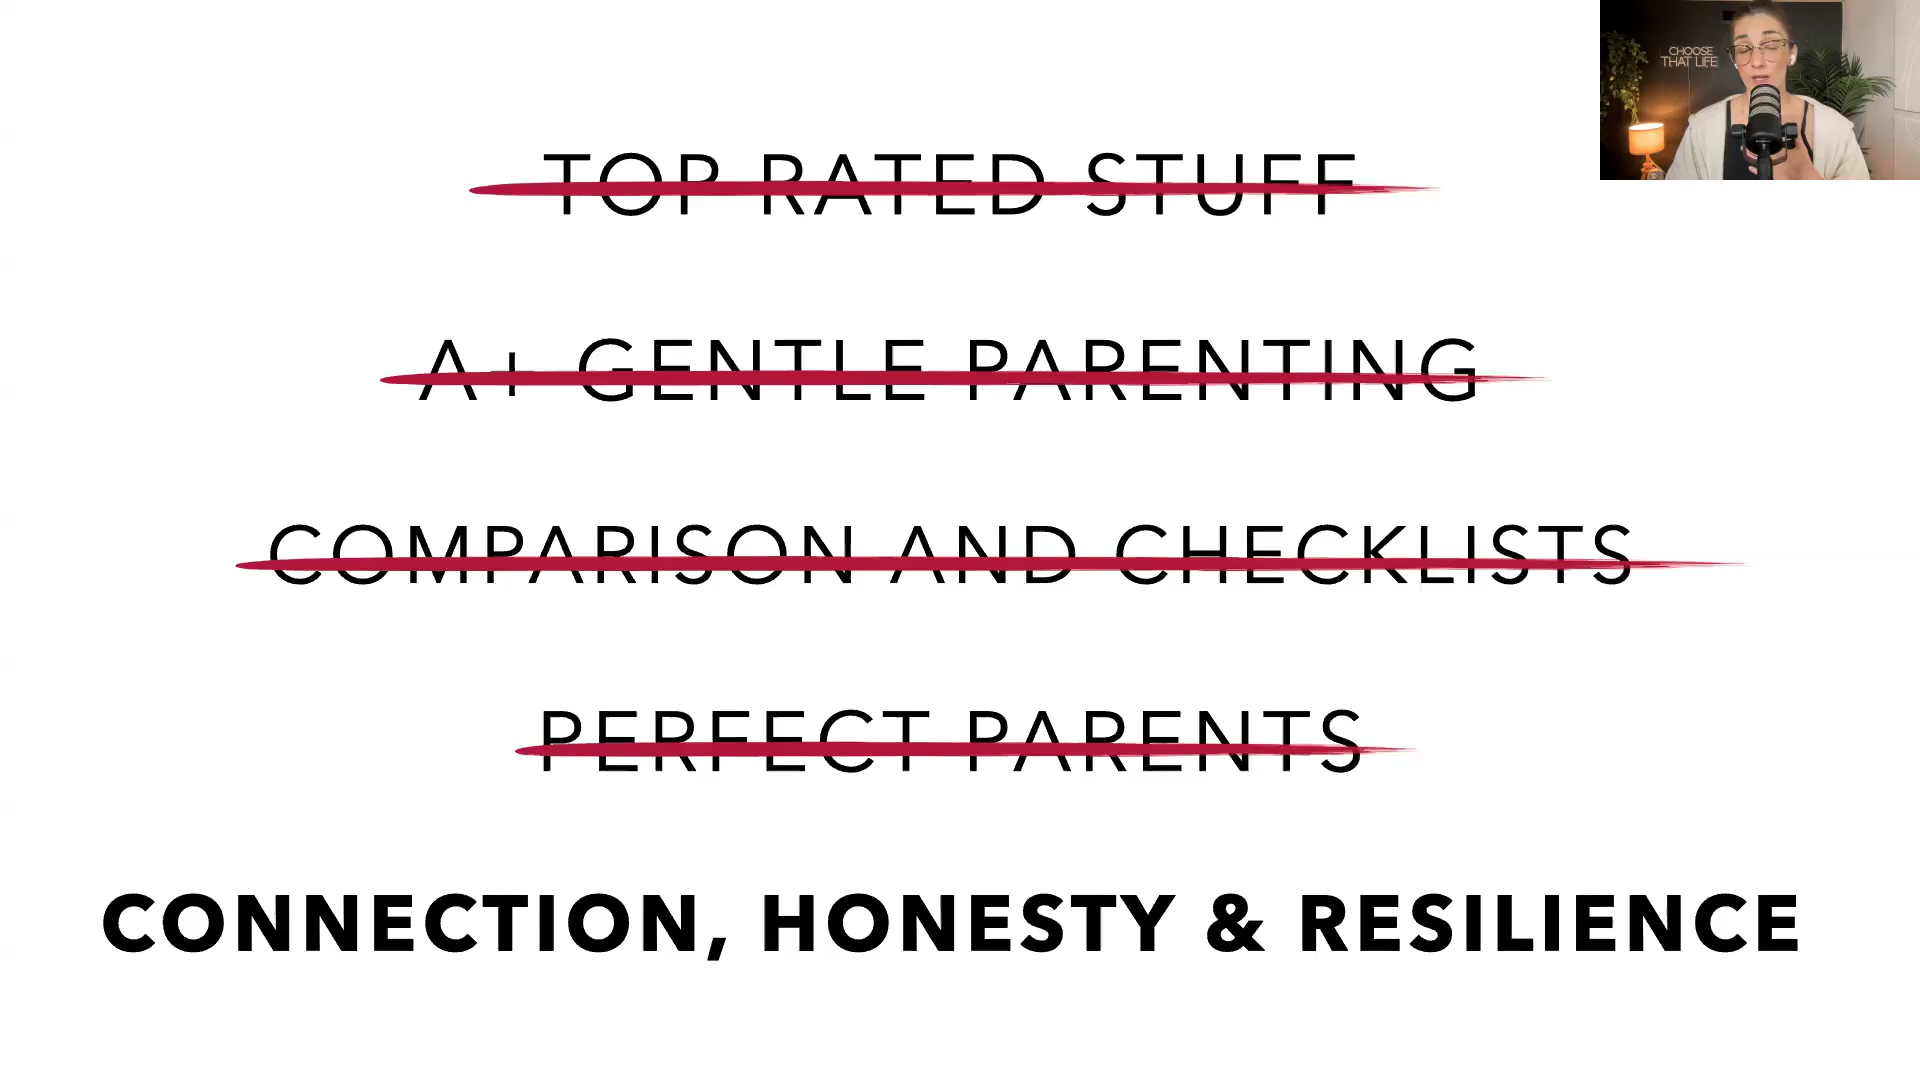 CHOOSE
THAT LIFE
TOP RATED STUFF
A+ GENTLE PARENTING
COMPARISON AND CHECKLISTS
PERFECT PARENTS
CONNECTION, HONESTY & RESILIENCE